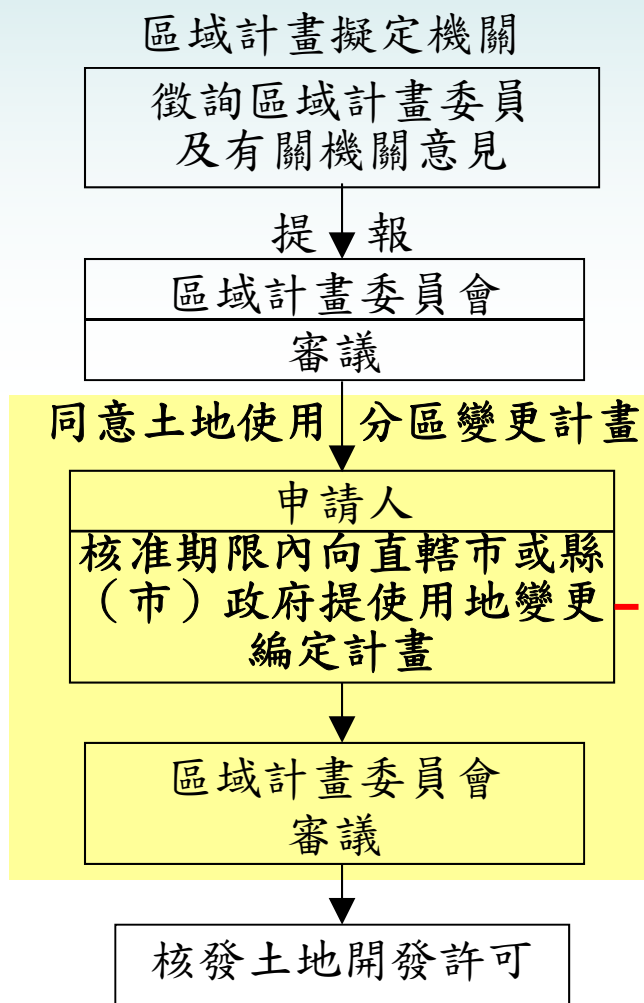 區域計畫擬定機關
徵詢區域計畫委員
及有關機關意見
提 報
區域計畫委員會
審議
同意土地使用 分區變更計畫
申請人
核准期限內向直轄市或縣
（市）政府提使用地變更
編定計畫
區域計畫委員會
審議
核發土地開發許可